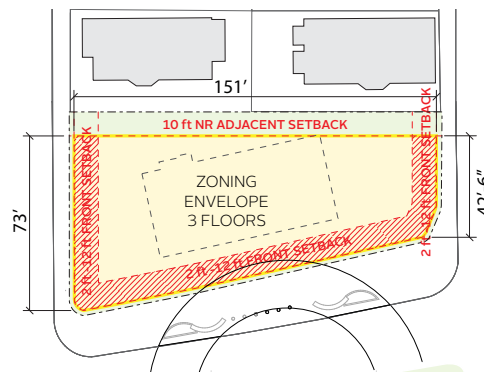 151'
10 ft NR ADJACENT SETBACK
2 ft -12 ft FRONT SETBACK
2 ft -12 ft FRONT SETBACK
73'
42'-6"
ZONING
ENVELOPE
3 FLOORS
2 ft -12 ft FRONT SETBACK